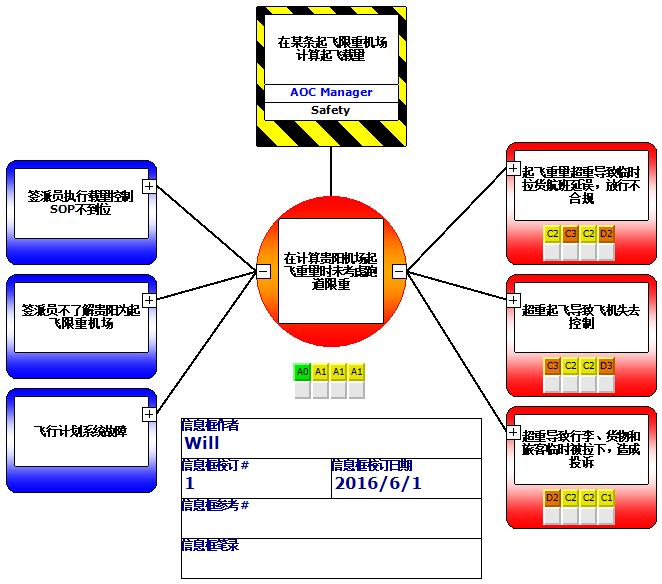 在某条起飞限重机场
计算起飞载量
AOC Manager
Safety
签派员执行载量控制
SOP不到位
签派员不了解贵阳为起
飞限重机场
飞行计划系统故障
在计算贵阳机场起
飞重量时未考虑跑
道限重
A0 A1 A1 A1
起飞重量超重导致临时
拉货航班延误，放行不
合规
C2 C3 C2 D2
超重起飞导致飞机失去
控制
C3 C2 C2 D3
超重导致行李、货物和
旅客临时被拉下，造成
投诉
D2 C2 C2 C1
信息框作者
Will
信息框校订 # 信息框校订日期
1 2016/6/1
信息框参考 #
信息框笔录